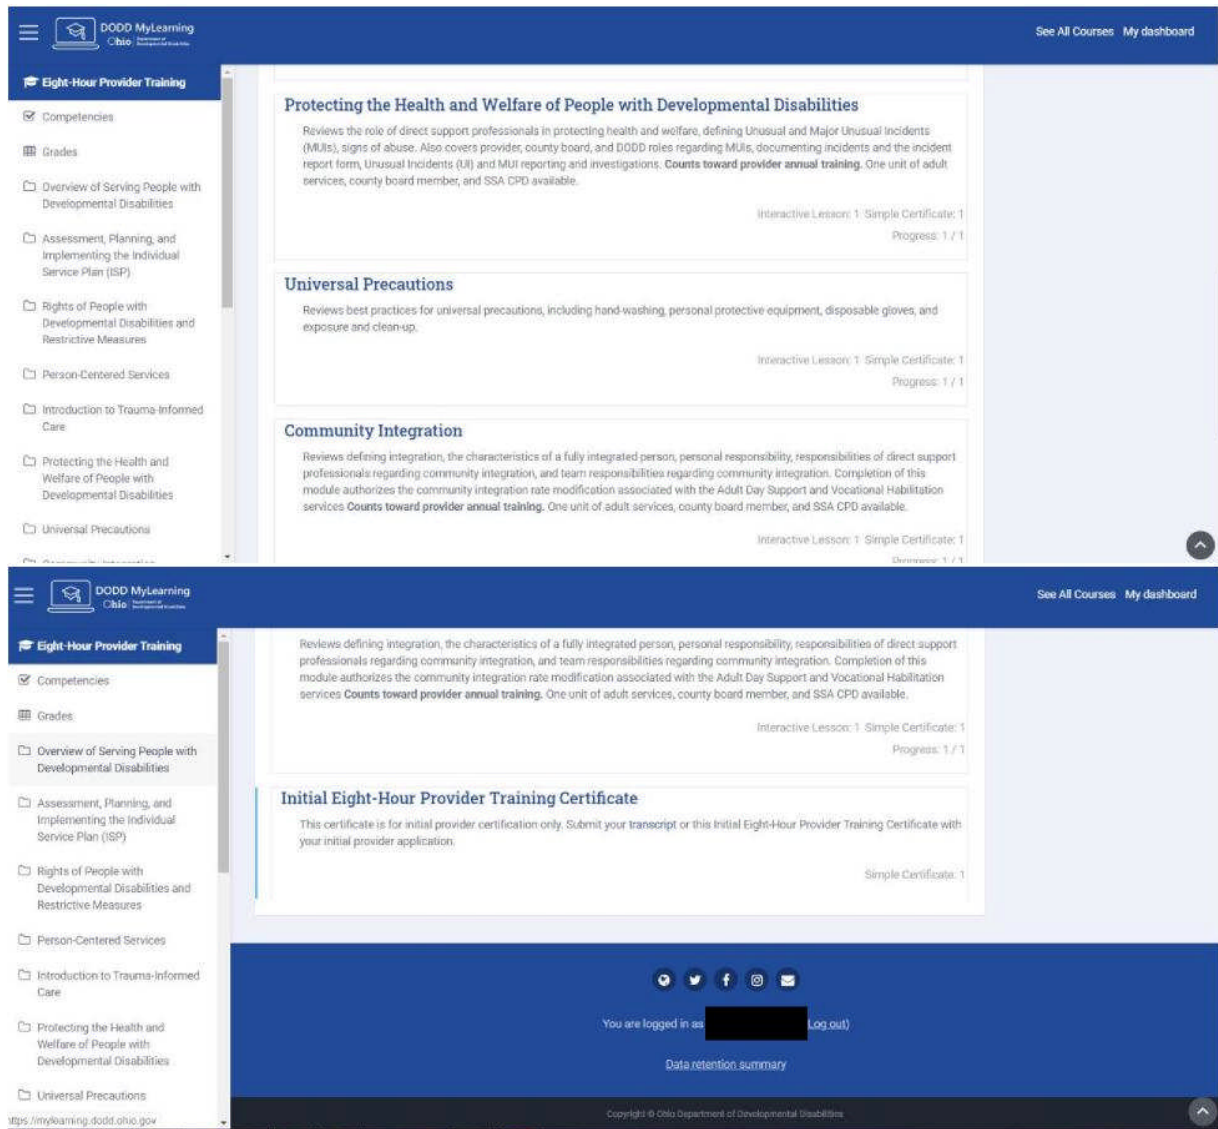 DODD MyLearning
Ohio
See All Courses My dashboard
Eight-Hour Provider Training
Competencies
Grades
Overview of Serving People with
Developmental Disabilities
Assessment, Planning, and
Implementing the Individual
Service Plan (ISP)
Rights of People with
Developmental Disabilities and
Restrictive Measures
Person-Centered Services
Introduction to Trauma-Informed
Care
Protecting the Health and
Welfare of People with
Developmental Disabilities
Universal Precautions
Community Integration
Protecting the Health and Welfare of People with Developmental Disabilities
Reviews the role of direct support professionals in protecting health and welfare, defining Unusual and Major Unusual Incidents
(MUIs), signs of abuse. Also covers provider, county board, and DODD roles regarding MUIs, documenting incidents and the incident
report form, Unusual Incidents (UI) and MUI reporting and investigations. Counts toward provider annual training. One unit of adult
services, county board member, and SSA CPD available.
Interactive Lesson: 1 Simple Certificate: 1
Progress: 1 / 1
Universal Precautions
Reviews best practices for universal precautions, including hand-washing, personal protective equipment, disposable gloves, and
exposure and clean-up.
Interactive Lesson: 1 Simple Certificate: 1
Progress: 1 / 1
Community Integration
Reviews defining integration, the characteristics of a fully integrated person, personal responsibility, responsibilities of direct support
professionals regarding community integration, and team responsibilities regarding community integration. Completion of this
module authorizes the community integration rate modification associated with the Adult Day Support and Vocational Habilitation
services Counts toward provider annual training. One unit of adult services, county board member, and SSA CPD available.
Interactive Lesson: 1 Simple Certificate: 1
Progress: 1 / 1
DODD MyLearning
Ohio
See All Courses My dashboard
Eight-Hour Provider Training
Competencies
Grades
Overview of Serving People with
Developmental Disabilities
Assessment, Planning, and
Implementing the Individual
Service Plan (ISP)
Rights of People with
Developmental Disabilities and
Restrictive Measures
Person-Centered Services
Introduction to Trauma-Informed
Care
Protecting the Health and
Welfare of People with
Developmental Disabilities
Universal Precautions
https://mylearning.dodd.ohio.gov
Reviews defining integration, the characteristics of a fully integrated person, personal responsibility, responsibilities of direct support
professionals regarding community integration, and team responsibilities regarding community integration. Completion of this
module authorizes the community integration rate modification associated with the Adult Day Support and Vocational Habilitation
services Counts toward provider annual training. One unit of adult services, county board member, and SSA CPD available.
Interactive Lesson: 1 Simple Certificate: 1
Progress: 1 / 1
Initial Eight-Hour Provider Training Certificate
This certificate is for initial provider certification only. Submit your transcript or this Initial Eight-Hour Provider Training Certificate with
your initial provider application.
Simple Certificate: 1
You are logged in as Log out)
Data retention summary
Copyright © Ohio Department of Developmental Disabilities